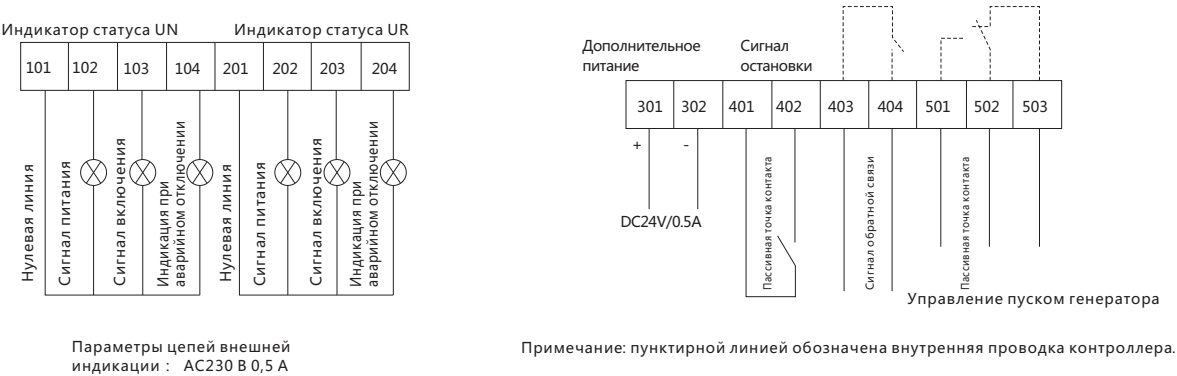 Индикатор статуса UN
Индикатор статуса UR
101 102 103 104 201 202 203 204
Нулевая линия
Сигнал питания
Сигнал включения
Индикация при
аварийном отключении
Нулевая линия
Сигнал питания
Сигнал включения
Индикация при
аварийном отключении
Параметры цепей внешней
индикации : AC230 В 0,5 А
Дополнительное
питание
Сигнал
остановки
301 302 401 402 403 404 501 502 503
+ -
DC24V/0.5A
Пассивная точка контакта
Сигнал обратной связи
Пассивная точка контакта
Управление пуском генератора
Примечание: пунктирной линией обозначена внутренняя проводка контроллера.